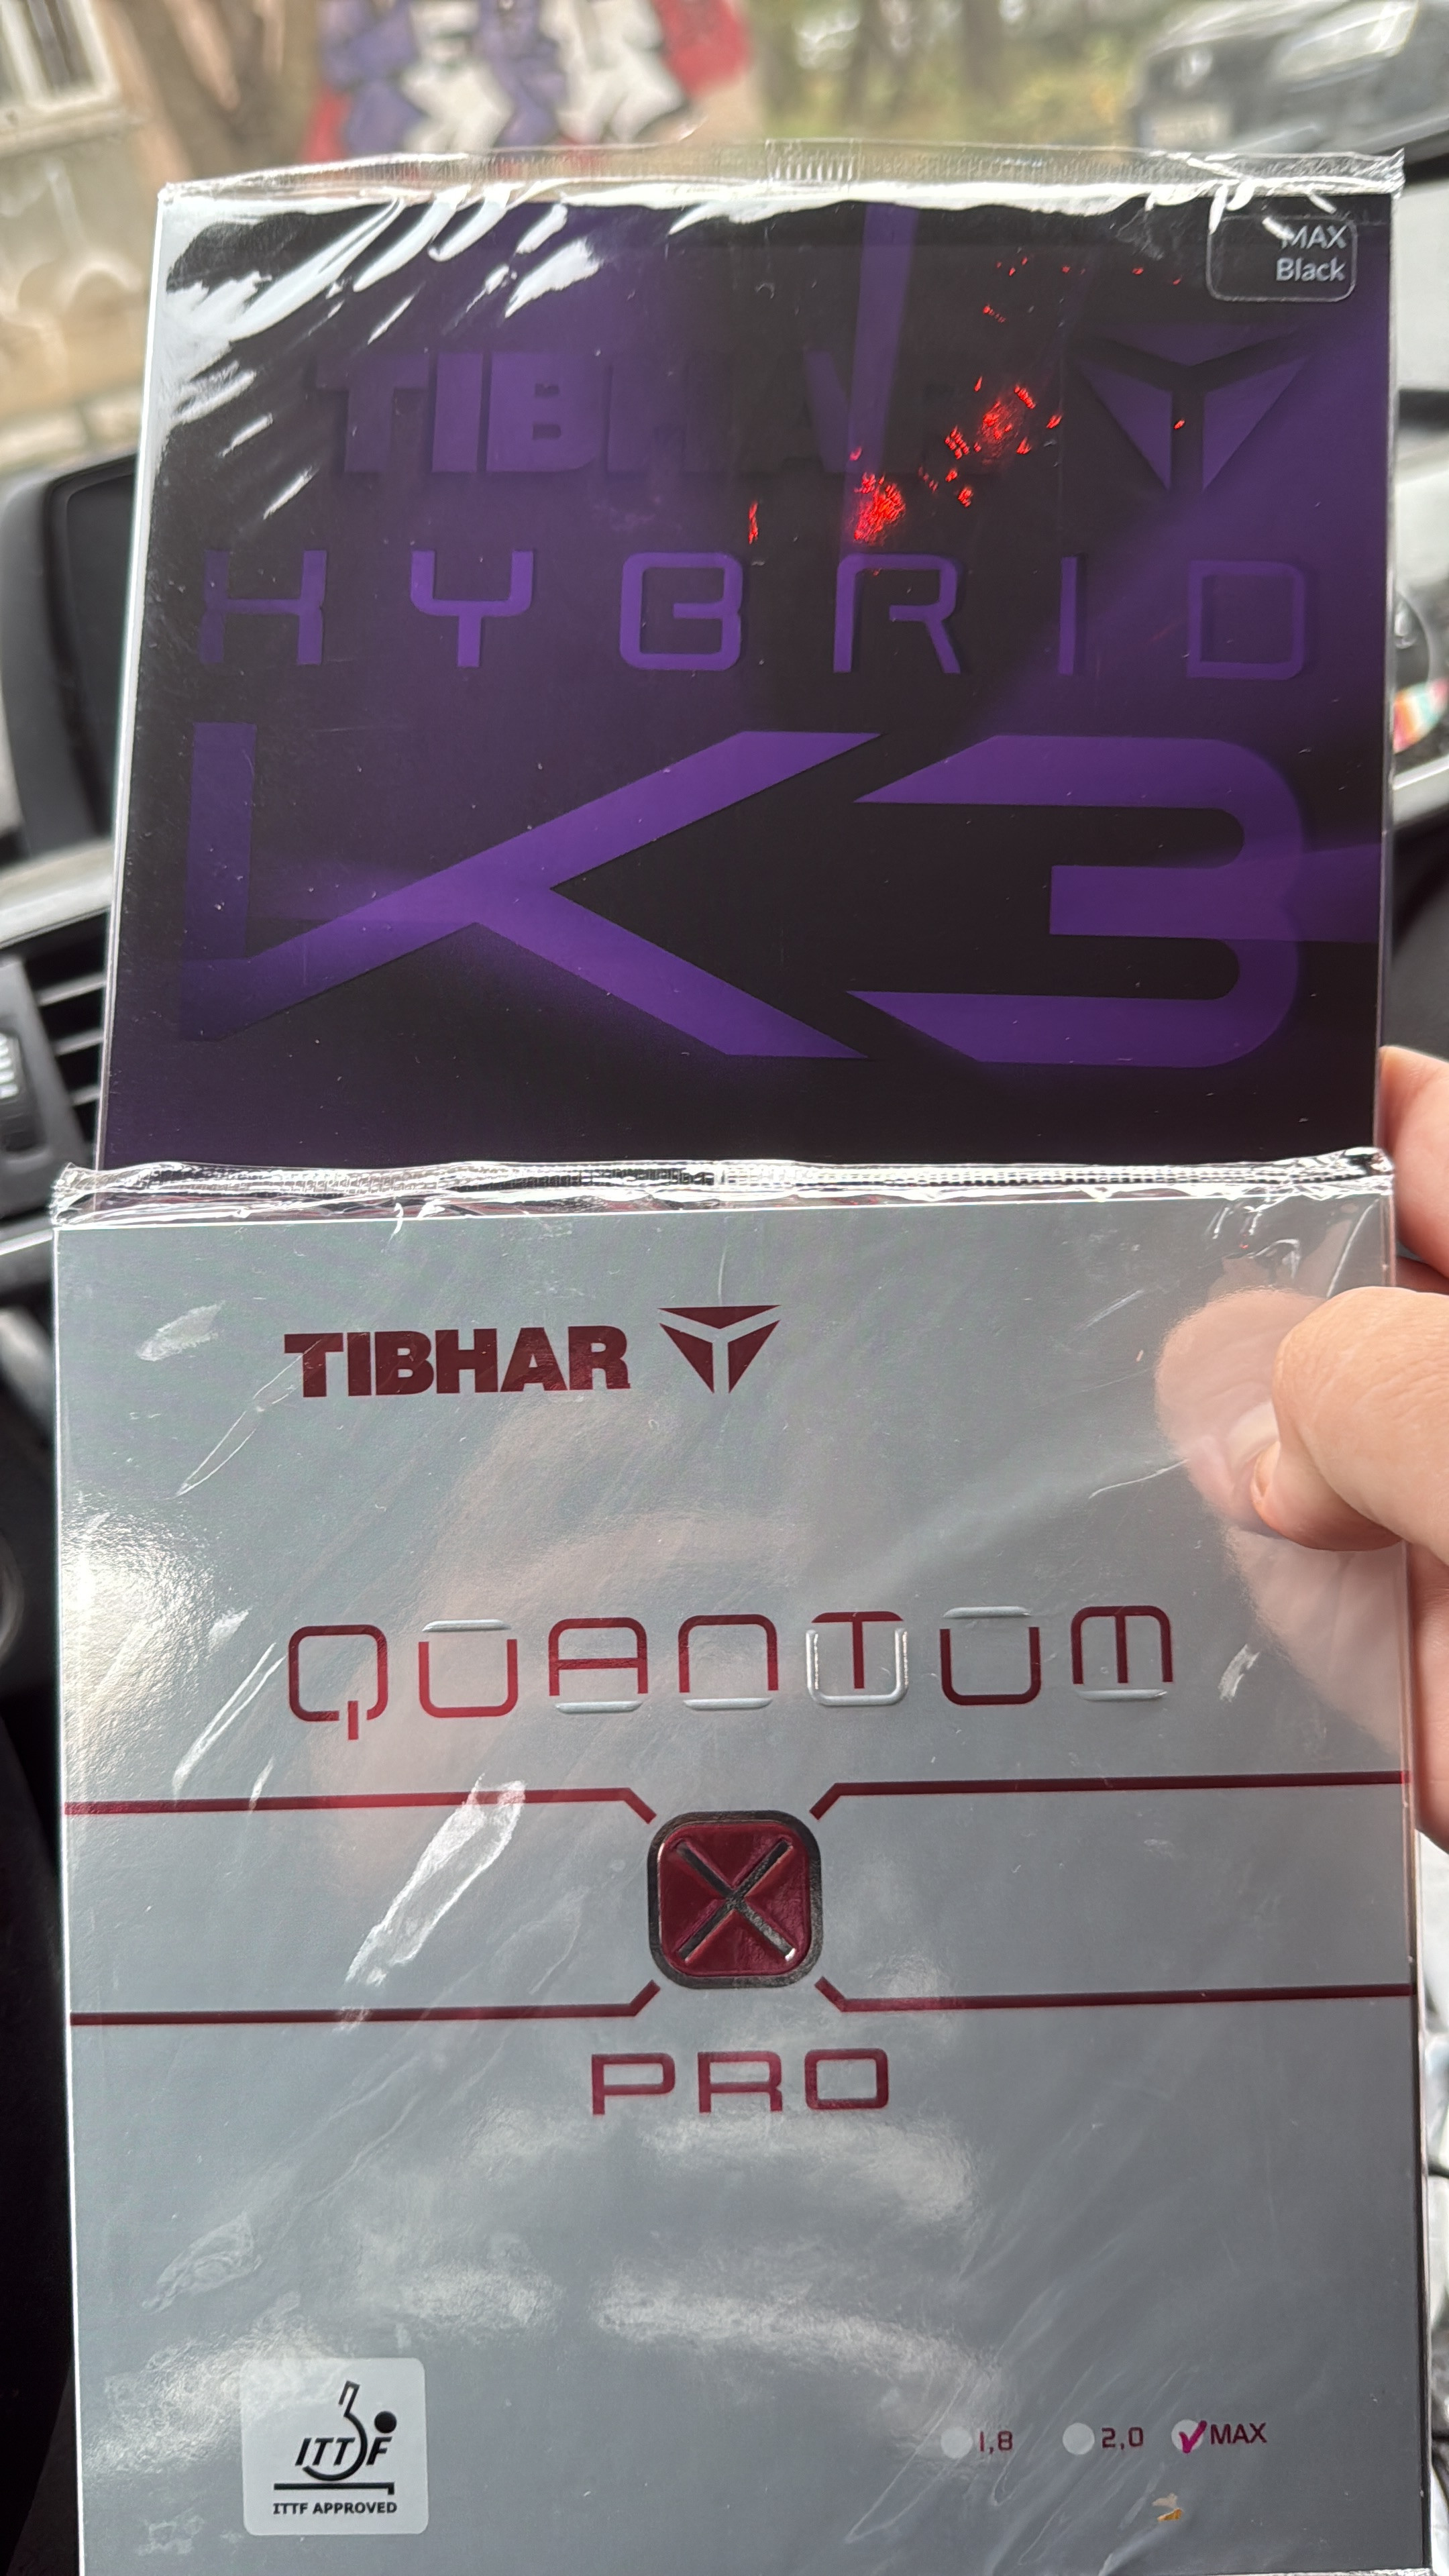 MAX
Black
TIBHAR
HYBRID
K3
TIBHAR
QUANTUM
X
PRO
ITTF
ITTF APPROVED
1,8 2,0 MAX